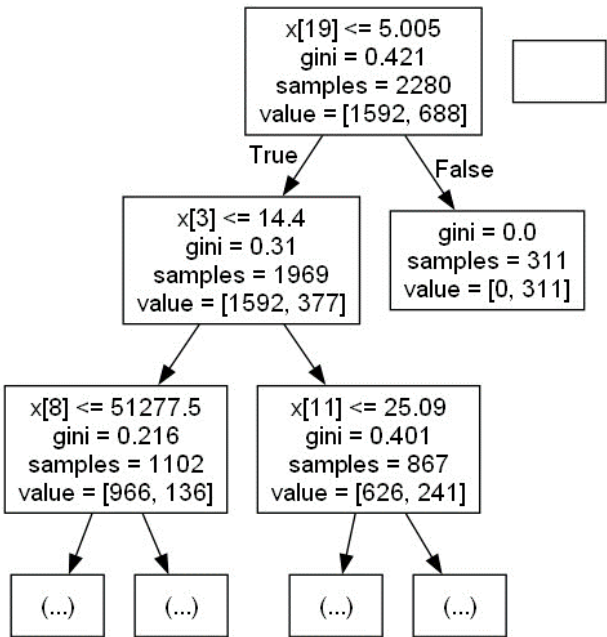 x[19] <= 5.005
gini = 0.421
samples = 2280
value = [1592, 688]
True
False
x[3] <= 14.4
gini = 0.31
samples = 1969
value = [1592, 377]
gini = 0.0
samples = 311
value = [0, 311]
x[8] <= 51277.5
gini = 0.216
samples = 1102
value = [966, 136]
x[11] <= 25.09
gini = 0.401
samples = 867
value = [626, 241]
(...)
(...)
(...)
(...)